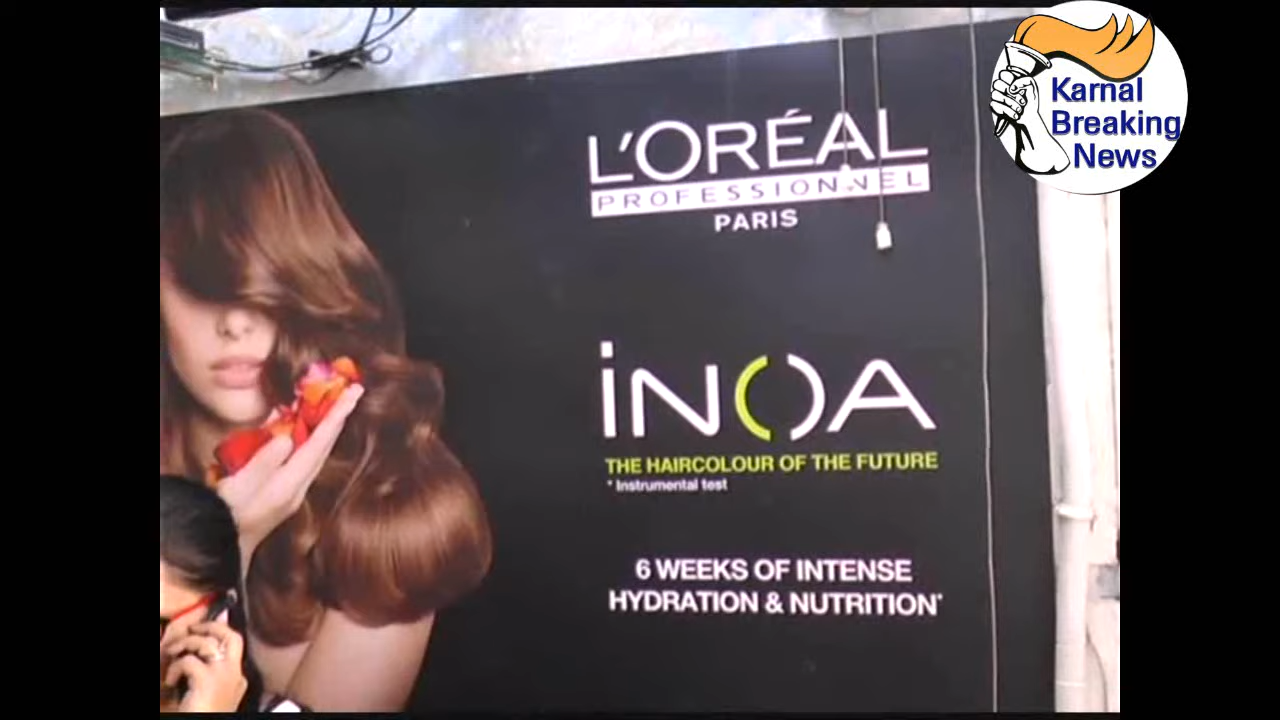 L'ORÉAL
PROFESSIONNEL
PARIS
iNOA
THE HAIRCOLOUR OF THE FUTURE
* Instrumental test
6 WEEKS OF INTENSE
HYDRATION & NUTRITION*
Karnal
Breaking
News